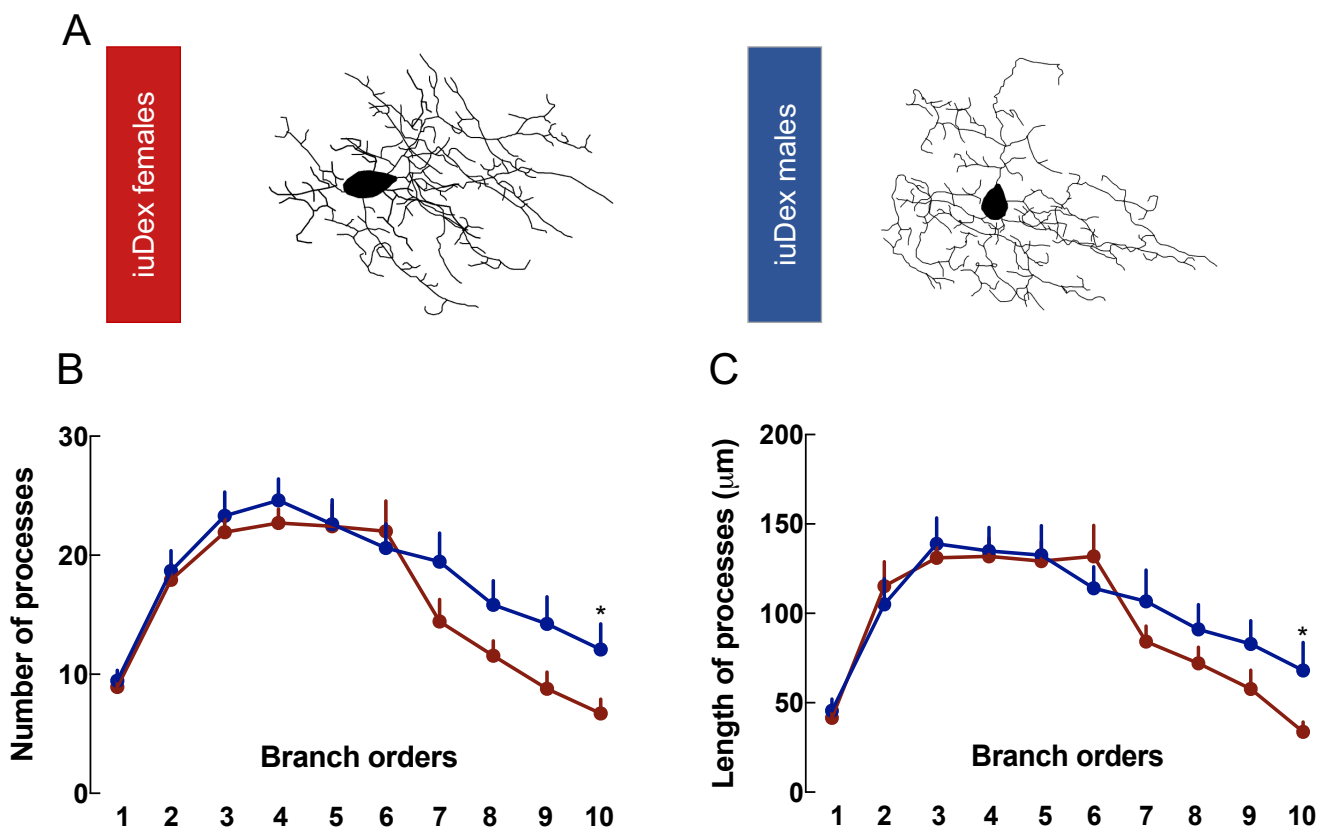 A
iuDex females
iuDex males
B
Number of processes
30
20
10
0
*
Branch orders
1 2 3 4 5 6 7 8 9 10
C
Length of processes (μm)
200
150
100
50
0
*
Branch orders
1 2 3 4 5 6 7 8 9 10